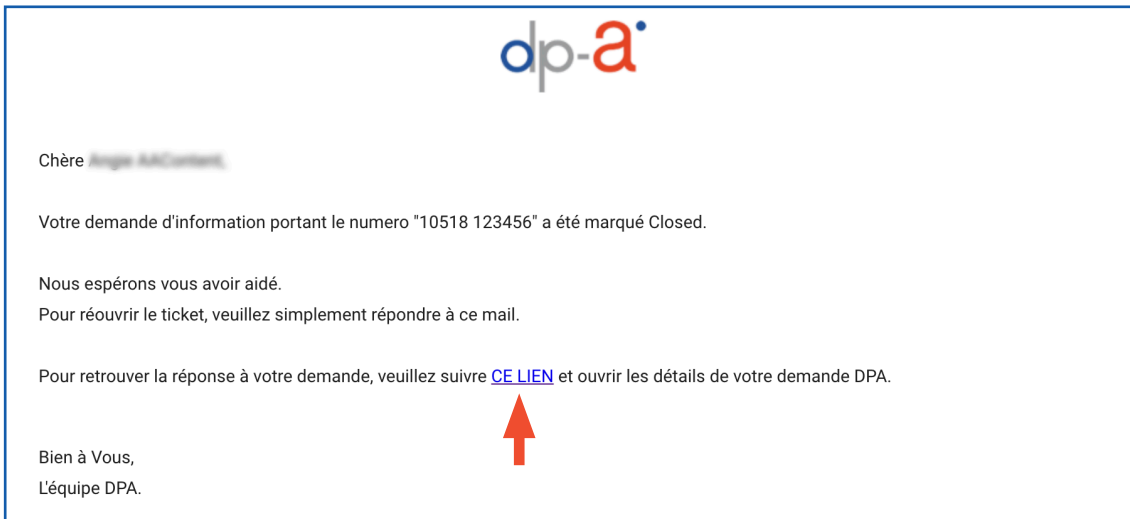 dp-a
Chère
Votre demande d'information portant le numero "10518 123456" a été marqué Closed.
Nous espérons vous avoir aidé.
Pour réouvrir le ticket, veuillez simplement répondre à ce mail.
Pour retrouver la réponse à votre demande, veuillez suivre CE LIEN et ouvrir les détails de votre demande DPA.
Bien à Vous,
L'équipe DPA.